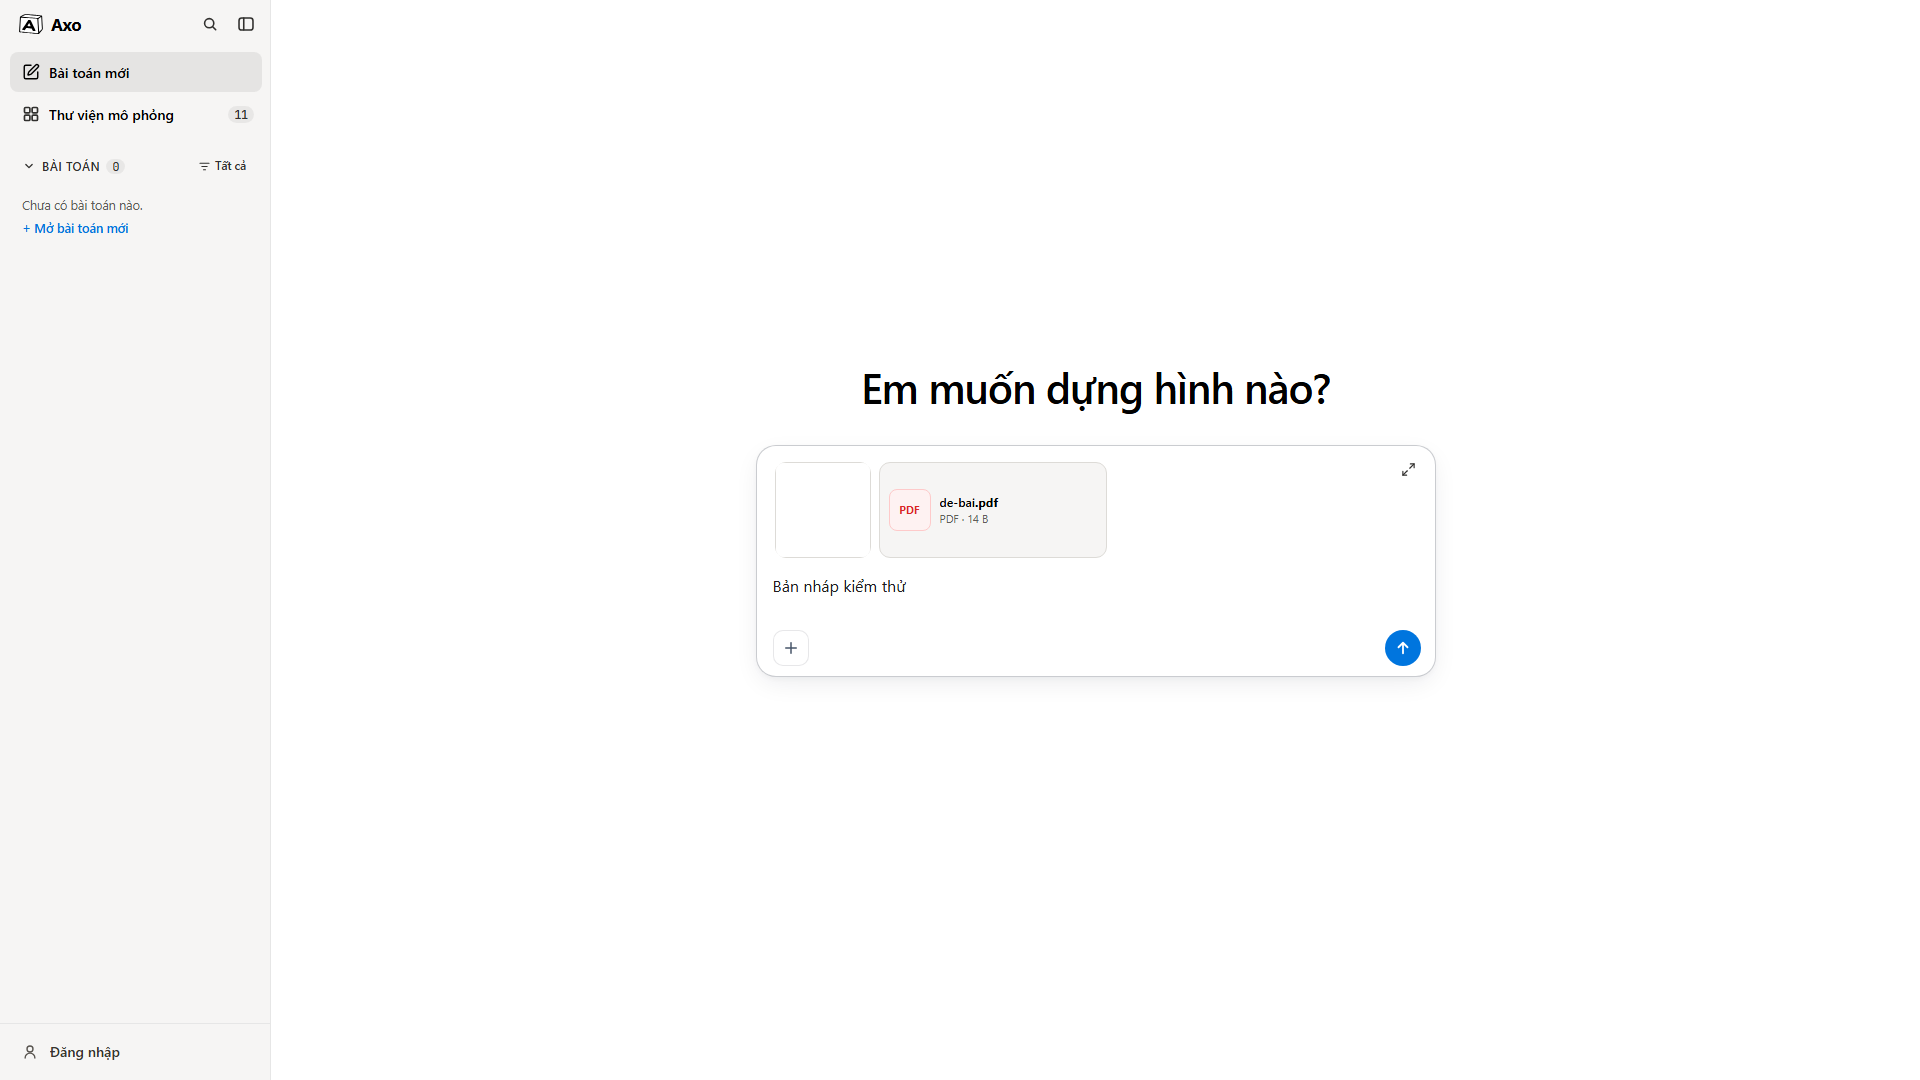 Axo
Bài toán mới
Thư viện mô phỏng 11
BÀI TOÁN 0 Tất cả
Chưa có bài toán nào.
+ Mở bài toán mới
Em muốn dựng hình nào?
PDF
de-bai.pdf
PDF · 14 B
Bản nháp kiểm thử
Đăng nhập